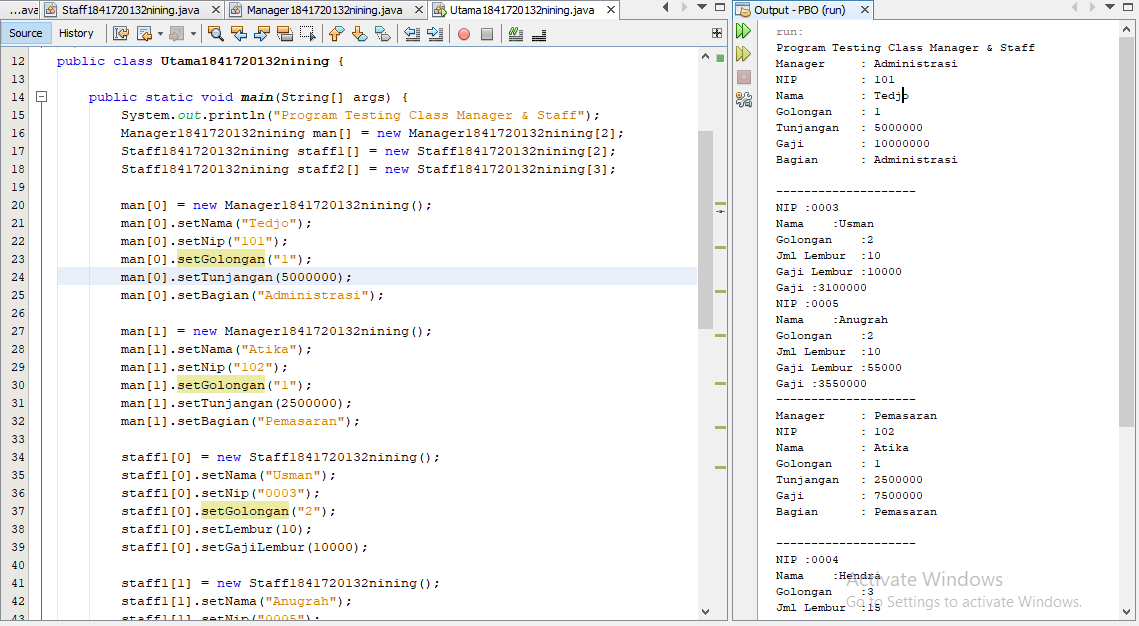 ...ava
Staff1841720132nining.java
Manager1841720132nining.java
Utama1841720132nining.java
Source
History
12 public class Utama1841720132nining {
13
14 public static void main(String[] args) {
15 System.out.println("Program Testing Class Manager & Staff");
16 Manager1841720132nining man[] = new Manager1841720132nining[2];
17 Staff1841720132nining staff1[] = new Staff1841720132nining[2];
18 Staff1841720132nining staff2[] = new Staff1841720132nining[3];
19
20 man[0] = new Manager1841720132nining();
21 man[0].setNama("Tedjo");
22 man[0].setNip("101");
23 man[0].setGolongan("1");
24 man[0].setTunjangan(5000000);
25 man[0].setBagian("Administrasi");
26
27 man[1] = new Manager1841720132nining();
28 man[1].setNama("Atika");
29 man[1].setNip("102");
30 man[1].setGolongan("1");
31 man[1].setTunjangan(2500000);
32 man[1].setBagian("Pemasaran");
33
34 staff1[0] = new Staff1841720132nining();
35 staff1[0].setNama("Usman");
36 staff1[0].setNip("0003");
37 staff1[0].setGolongan("2");
38 staff1[0].setLembur(10);
39 staff1[0].setGajiLembur(10000);
40
41 staff1[1] = new Staff1841720132nining();
42 staff1[1].setNama("Anugrah");
43 staff1[1].setNip("0005");
Output - PBO (run)
run:
Program Testing Class Manager & Staff
Manager : Administrasi
NIP : 101
Nama : Tedjo
Golongan : 1
Tunjangan : 5000000
Gaji : 10000000
Bagian : Administrasi
--------------------
NIP :0003
Nama :Usman
Golongan :2
Jml Lembur :10
Gaji Lembur :10000
Gaji :3100000
NIP :0005
Nama :Anugrah
Golongan :2
Jml Lembur :10
Gaji Lembur :55000
Gaji :3550000
--------------------
Manager : Pemasaran
NIP : 102
Nama : Atika
Golongan : 1
Tunjangan : 2500000
Gaji : 7500000
Bagian : Pemasaran
--------------------
NIP :0004
Nama :Hendra
Golongan :3
Jml Lembur :15
Activate Windows
Go to Settings to activate Windows.